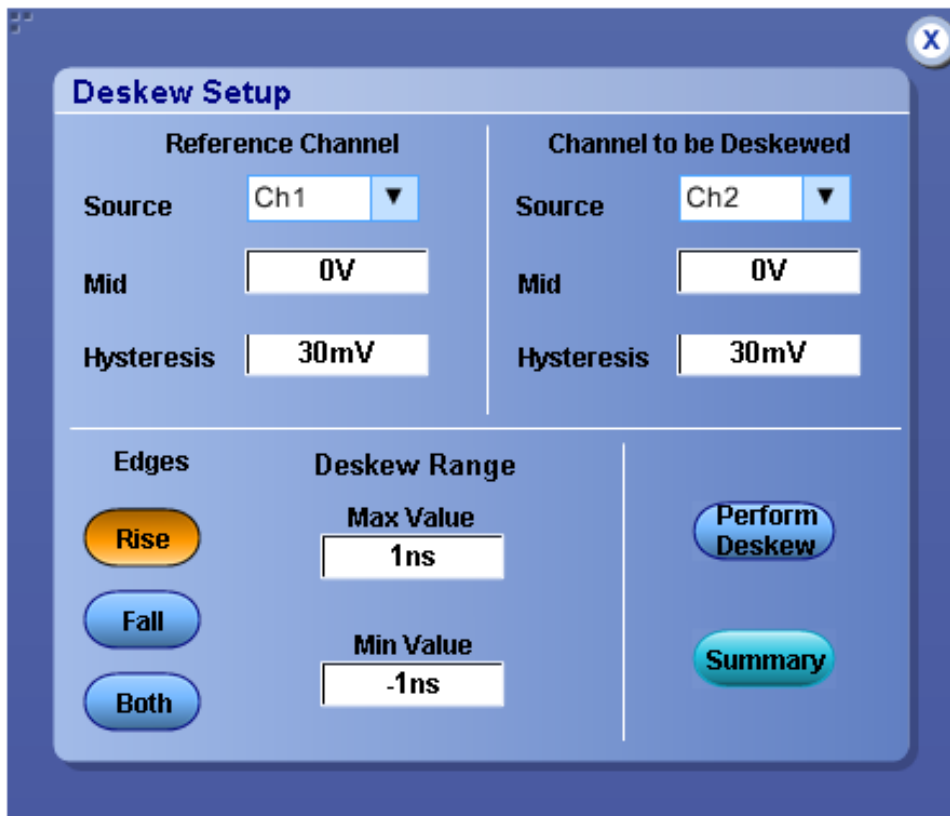 X
Deskew Setup
Reference Channel
Source
Ch1
Mid
0V
Hysteresis
30mV
Channel to be Deskewed
Source
Ch2
Mid
0V
Hysteresis
30mV
Edges
Rise
Fall
Both
Deskew Range
Max Value
1ns
Min Value
-1ns
Perform
Deskew
Summary